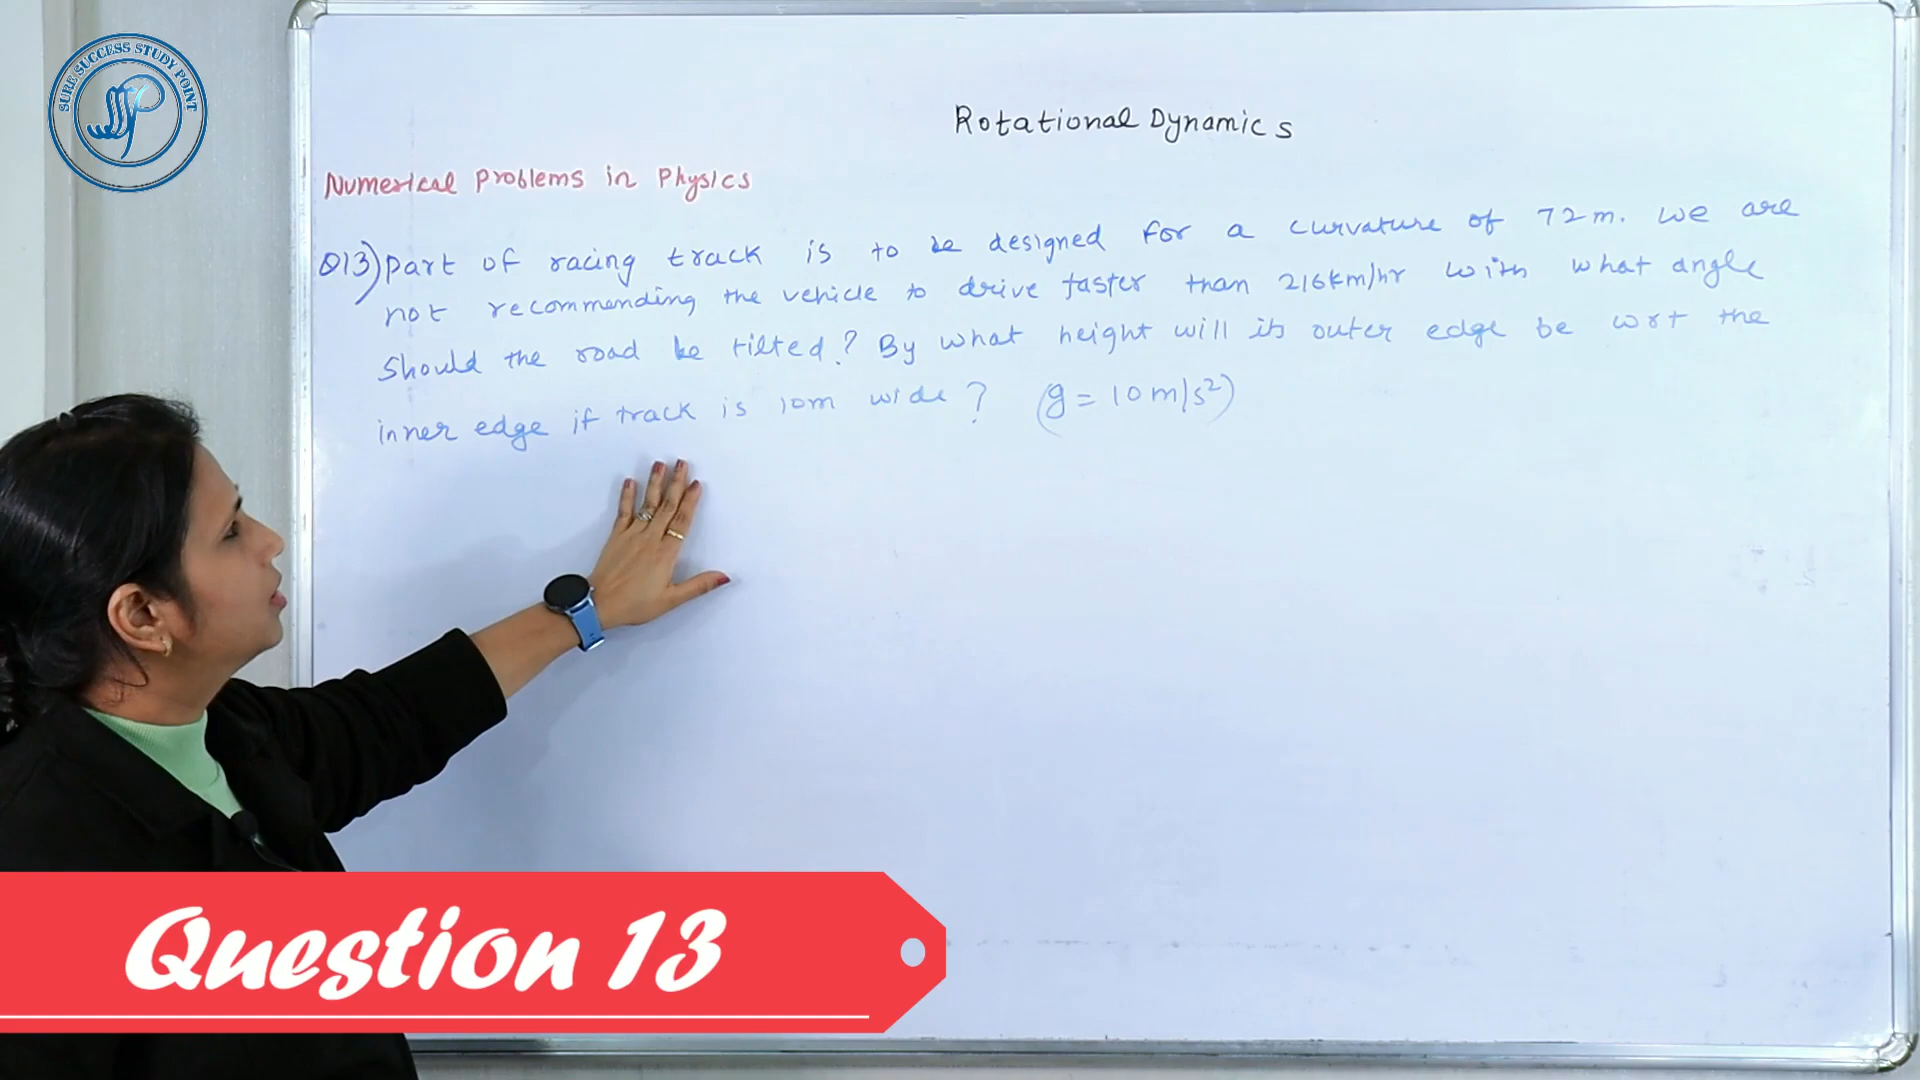 SURE SUCCESS STUDY POINT
Rotational Dynamics
Numerical Problems in Physics
Q13) Part of racing track is to be designed for a curvature of 72m. We are
not recommending the vehicle to drive faster than 216km/hr with what angle
should the road be tilted? By what height will its outer edge be wrt the
inner edge if track is 10m wide? (g = 10m/s²)
Question 13